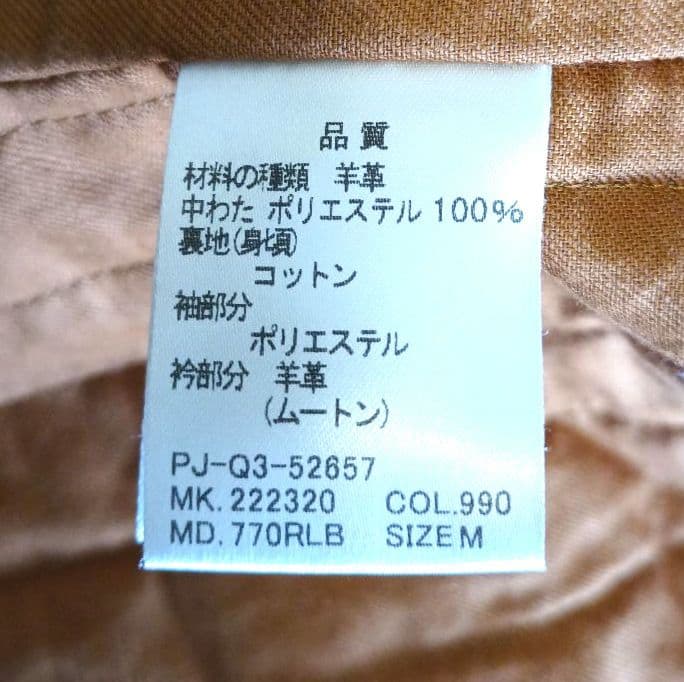 品質
材料の種類 羊革
中わた ポリエステル 100%
裏地(身頃)
コットン
袖部分
ポリエステル
衿部分 羊革
(ムートン)
PJ-Q3-52657
MK.222320 COL.990
MD.770RLB SIZE M